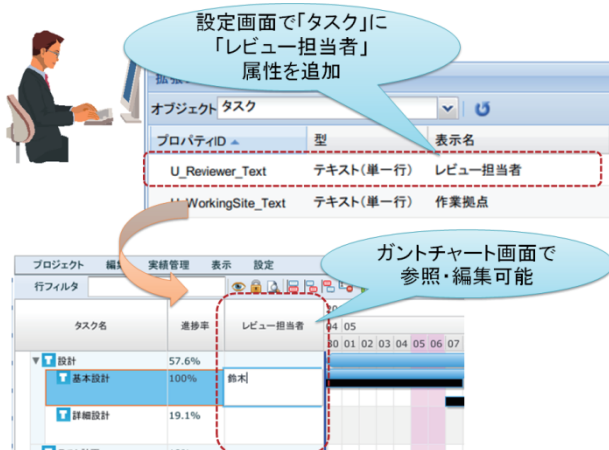 設定画面で「タスク」に
「レビュー担当者」
属性を追加
オブジェクト タスク
プロパティID 型 表示名
U_Reviewer_Text テキスト(単一行) レビュー担当者
U_WorkingSite_Text テキスト(単一行) 作業拠点
ガントチャート画面で
参照・編集可能
プロジェクト 実績管理 表示 設定
行フィルタ
タスク名 進捗率 レビュー担当者
04 05
30 01 02 03 04 05 06 07
設計 57.6%
基本設計 100% 鈴木
詳細設計 19.1%